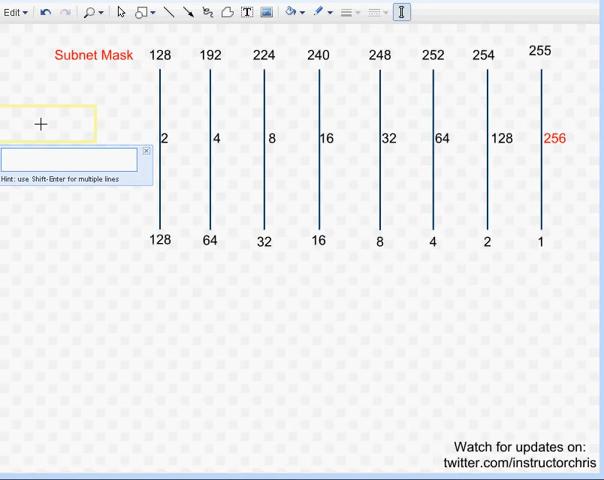 Edit
Subnet Mask 128 192 224 240 248 252 254 255
2 4 8 16 32 64 128 256
Hint: use Shift-Enter for multiple lines
128 64 32 16 8 4 2 1
Watch for updates on:
twitter.com/instructorchris